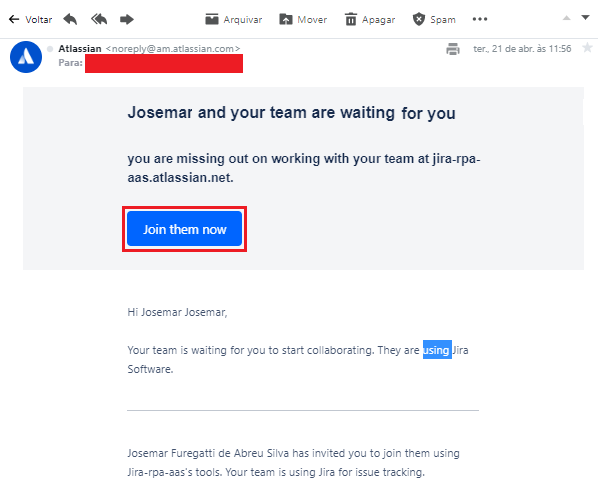 Voltar Arquivar Mover Apagar Spam
Atlassian <noreply@am.atlassian.com> ter., 21 de abr. às 11:56
Para:
Josemar and your team are waiting for you
you are missing out on working with your team at jira-rpa-
aas.atlassian.net.
Join them now
Hi Josemar Josemar,
Your team is waiting for you to start collaborating. They are using Jira
Software.
Josemar Furegatti de Abreu Silva has invited you to join them using
Jira-rpa-aas's tools. Your team is using Jira for issue tracking.